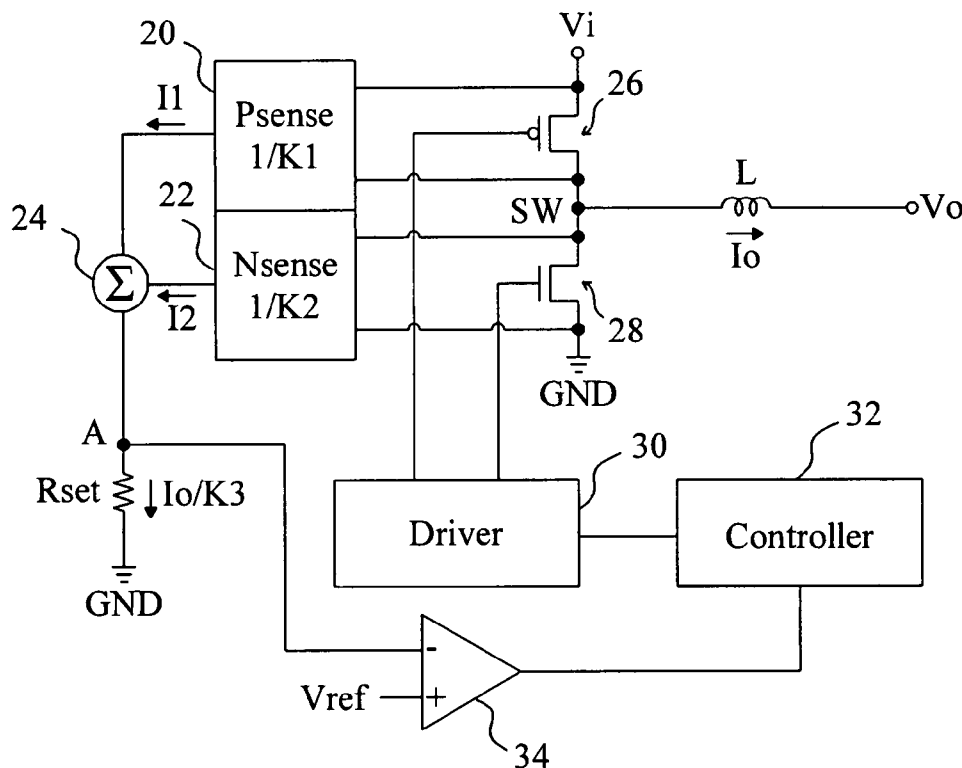 20
Vi
I1
Psense
1/K1
26
24
22
SW
L
Vo
Σ
Nsense
1/K2
I2
Io
28
GND
A
32
30
Rset
Io/K3
Driver
Controller
GND
-
Vref
+
34